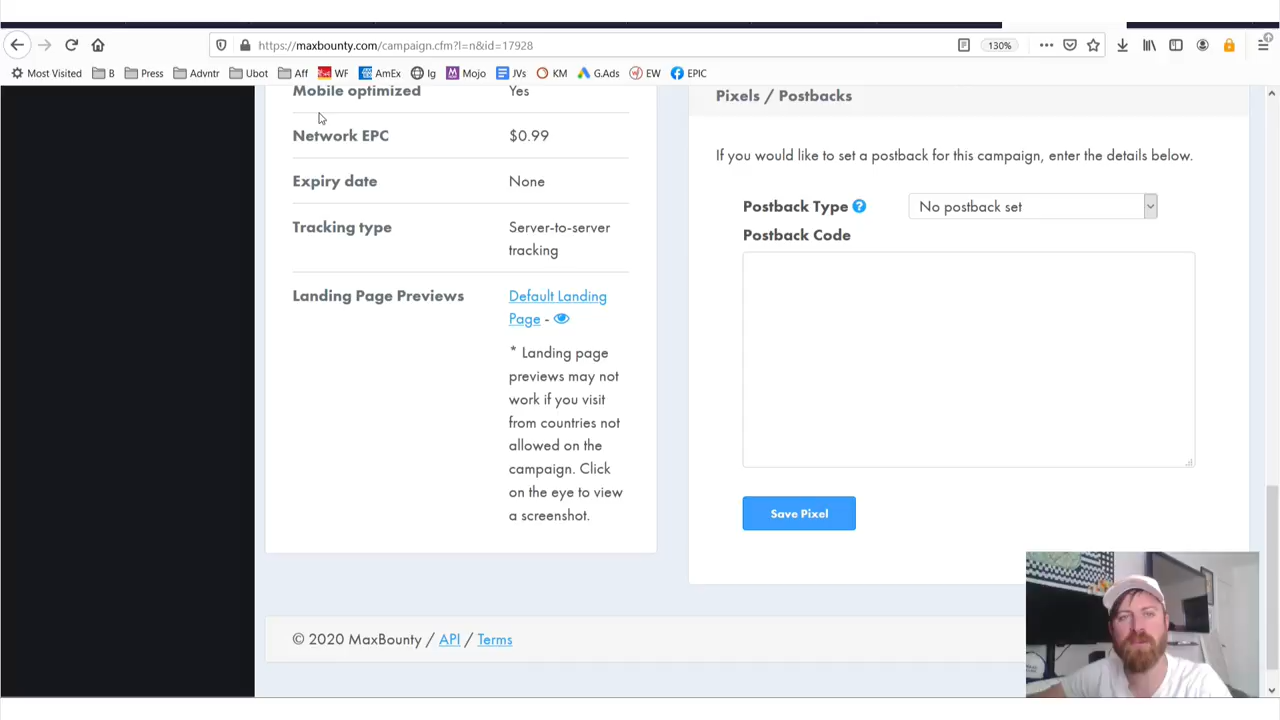 https://maxbounty.com/campaign.cfm?l=n&id=17928
130%
Most Visited B Press Advntr Ubot Aff WF AmEx Ig Mojo JVs KM G.Ads EW EPIC
Mobile optimized Yes
Network EPC $0.99
Expiry date None
Tracking type Server-to-server
tracking
Landing Page Previews Default Landing
Page -
* Landing page
previews may not
work if you visit
from countries not
allowed on the
campaign. Click
on the eye to view
a screenshot.
Pixels / Postbacks
If you would like to set a postback for this campaign, enter the details below.
Postback Type ? No postback set
Postback Code
Save Pixel
© 2020 MaxBounty / API / Terms